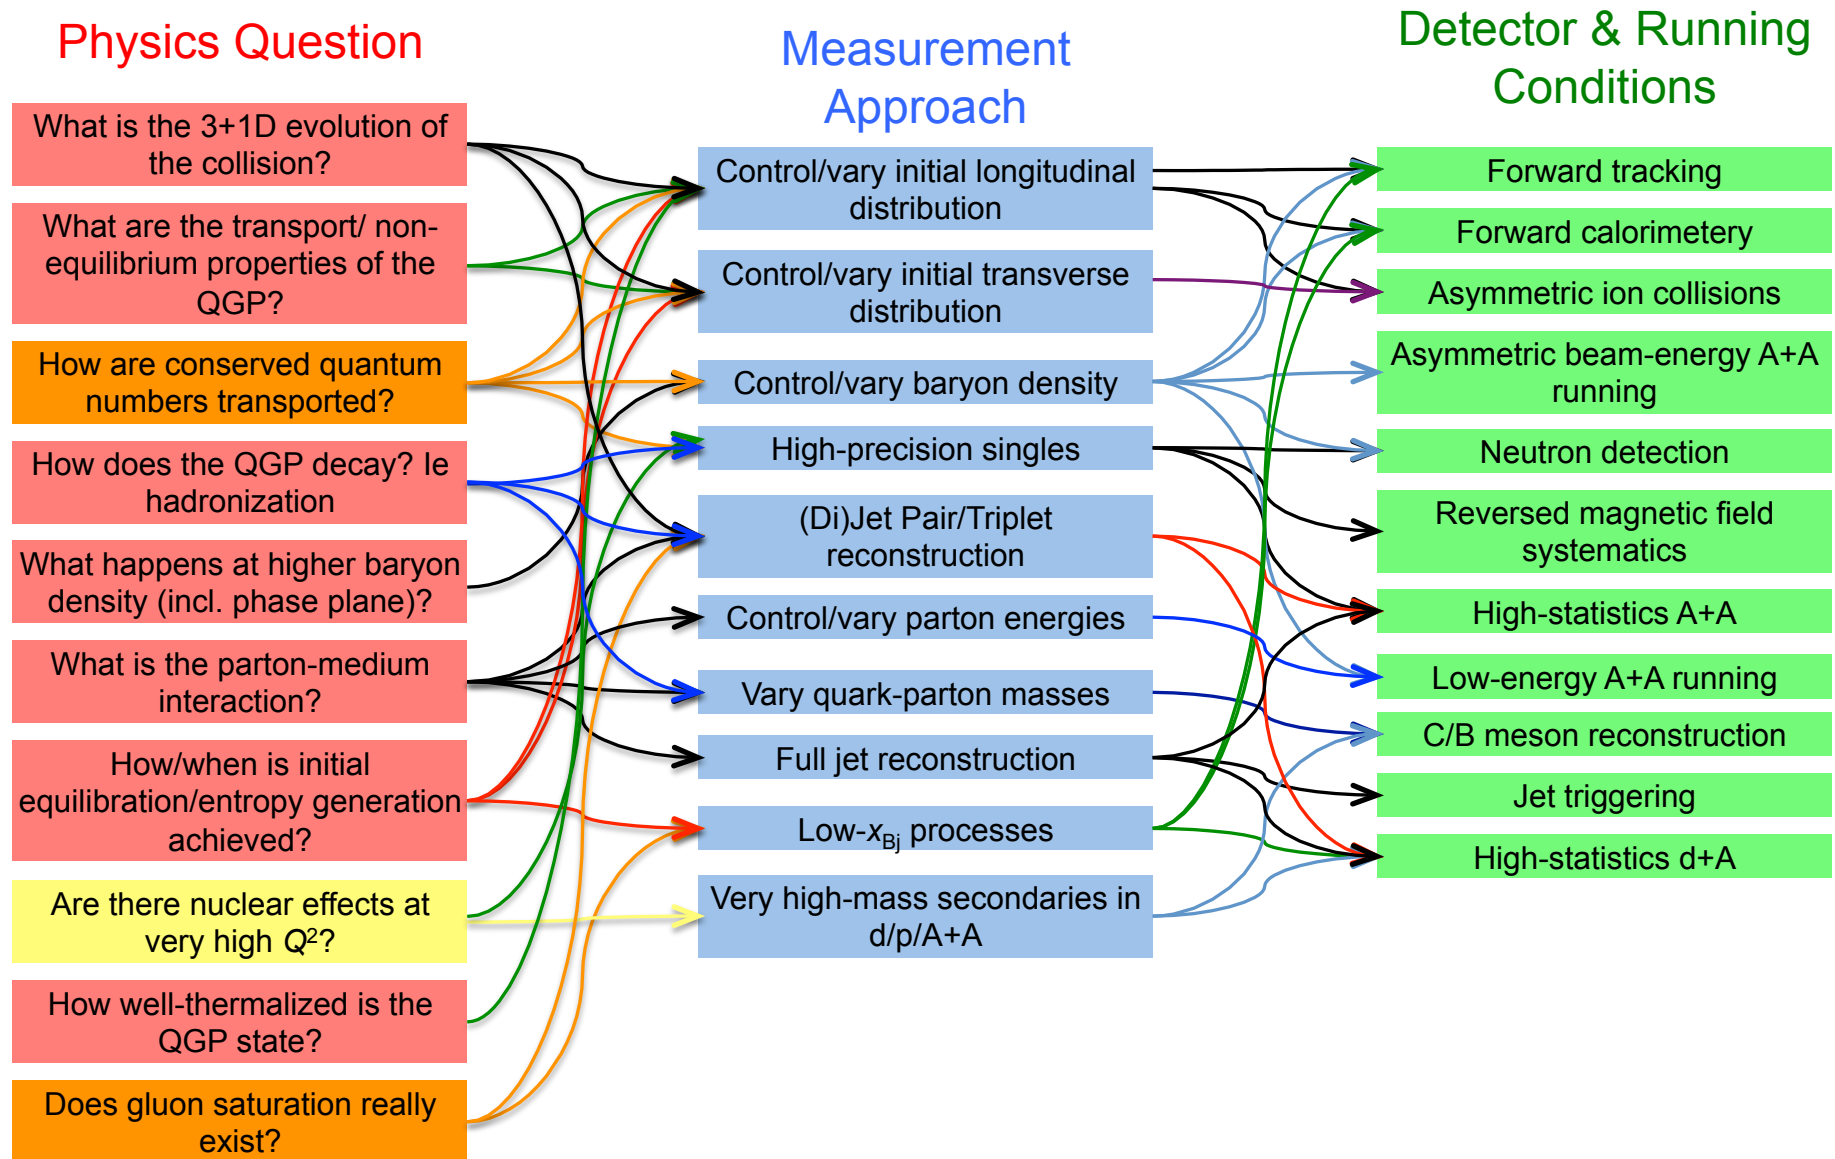 Physics Question
What is the 3+1D evolution of
the collision?
What are the transport/ non-
equilibrium properties of the
QGP?
How are conserved quantum
numbers transported?
How does the QGP decay? Ie
hadronization
What happens at higher baryon
density (incl. phase plane)?
What is the parton-medium
interaction?
How/when is initial
equilibration/entropy generation
achieved?
Are there nuclear effects at
very high Q²?
How well-thermalized is the
QGP state?
Does gluon saturation really
exist?
Measurement
Approach
Control/vary initial longitudinal
distribution
Control/vary initial transverse
distribution
Control/vary baryon density
High-precision singles
(Di)Jet Pair/Triplet
reconstruction
Control/vary parton energies
Vary quark-parton masses
Full jet reconstruction
Low-xBj processes
Very high-mass secondaries in
d/p/A+A
Detector & Running
Conditions
Forward tracking
Forward calorimetery
Asymmetric ion collisions
Asymmetric beam-energy A+A
running
Neutron detection
Reversed magnetic field
systematics
High-statistics A+A
Low-energy A+A running
C/B meson reconstruction
Jet triggering
High-statistics d+A